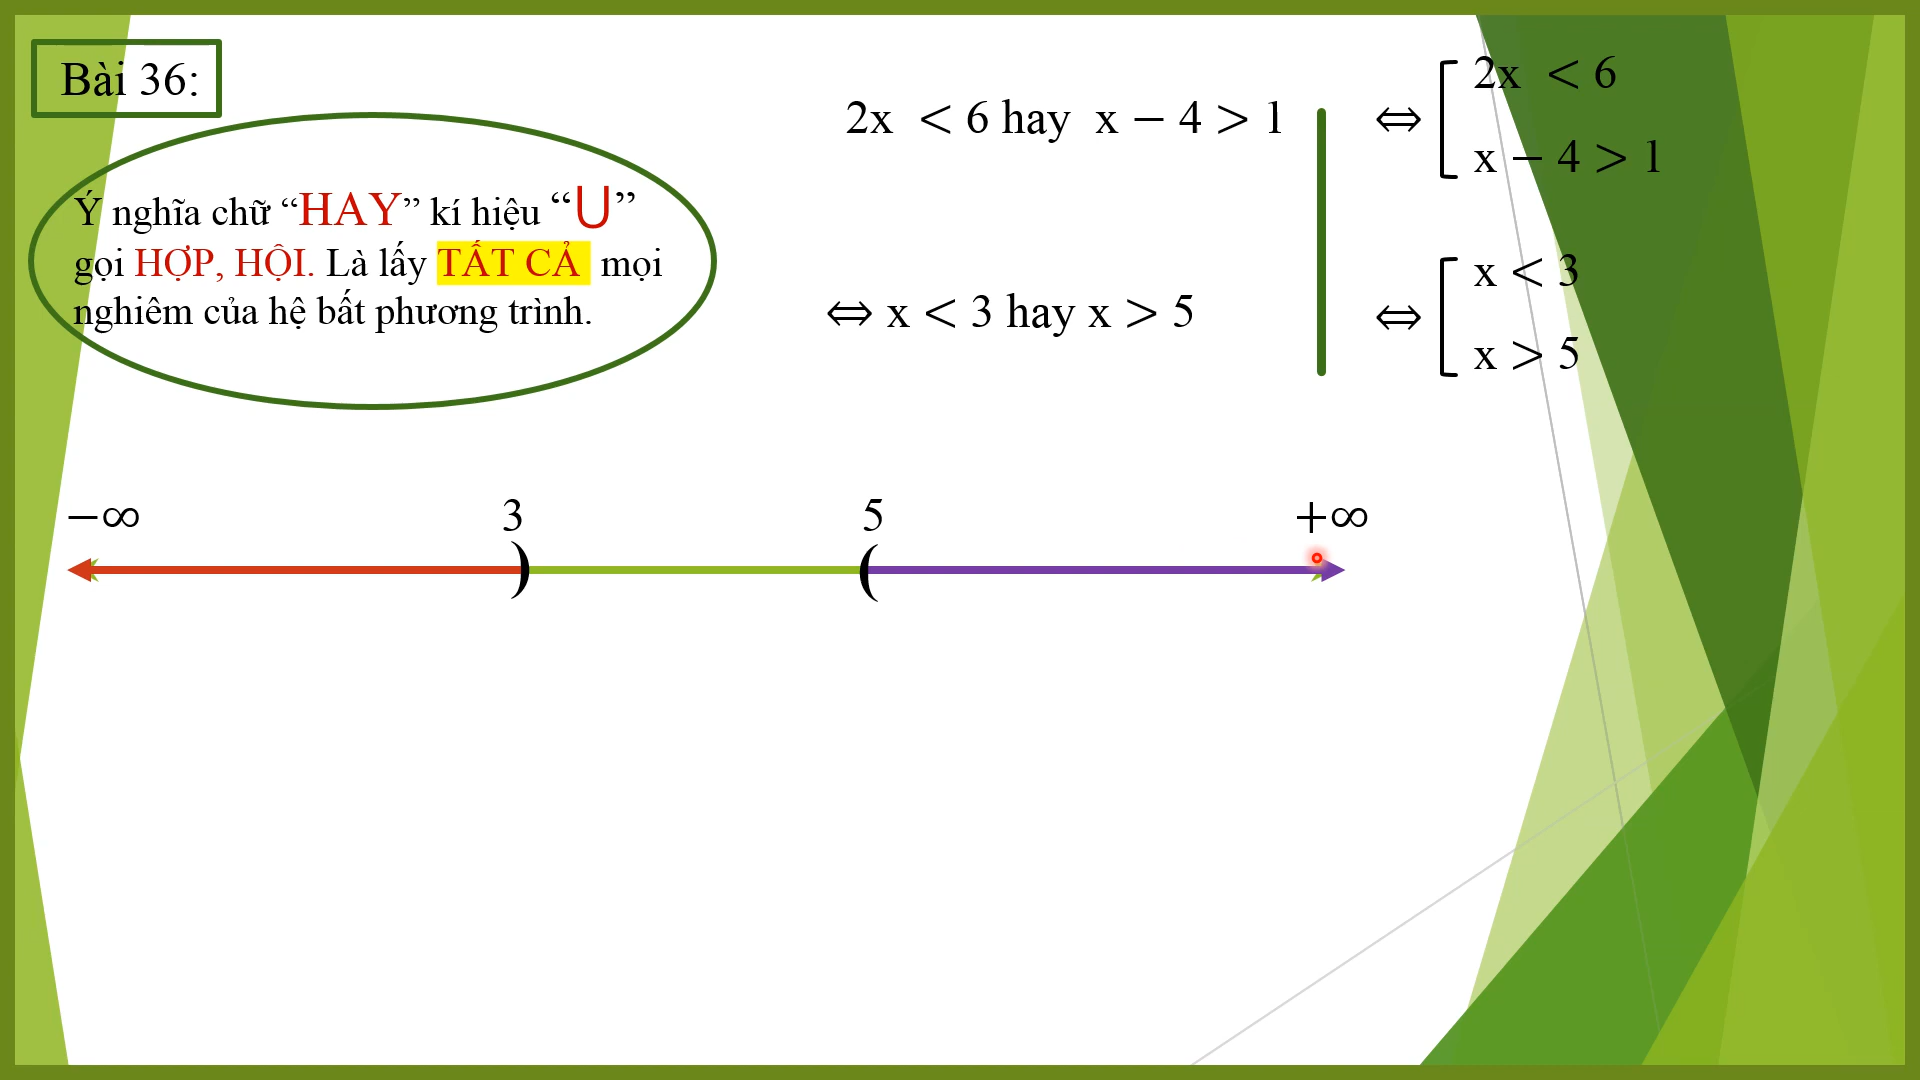 Bài 36:
Ý nghĩa chữ “HAY” kí hiệu “∪”
gọi HỢP, HỘI. Là lấy TẤT CẢ mọi
nghiêm của hệ bất phương trình.
2x < 6 hay x − 4 > 1
⇔ x < 3 hay x > 5
⇔ [ 2x < 6
x − 4 > 1
⇔ [ x < 3
x > 5
−∞ 3 5 +∞
) (